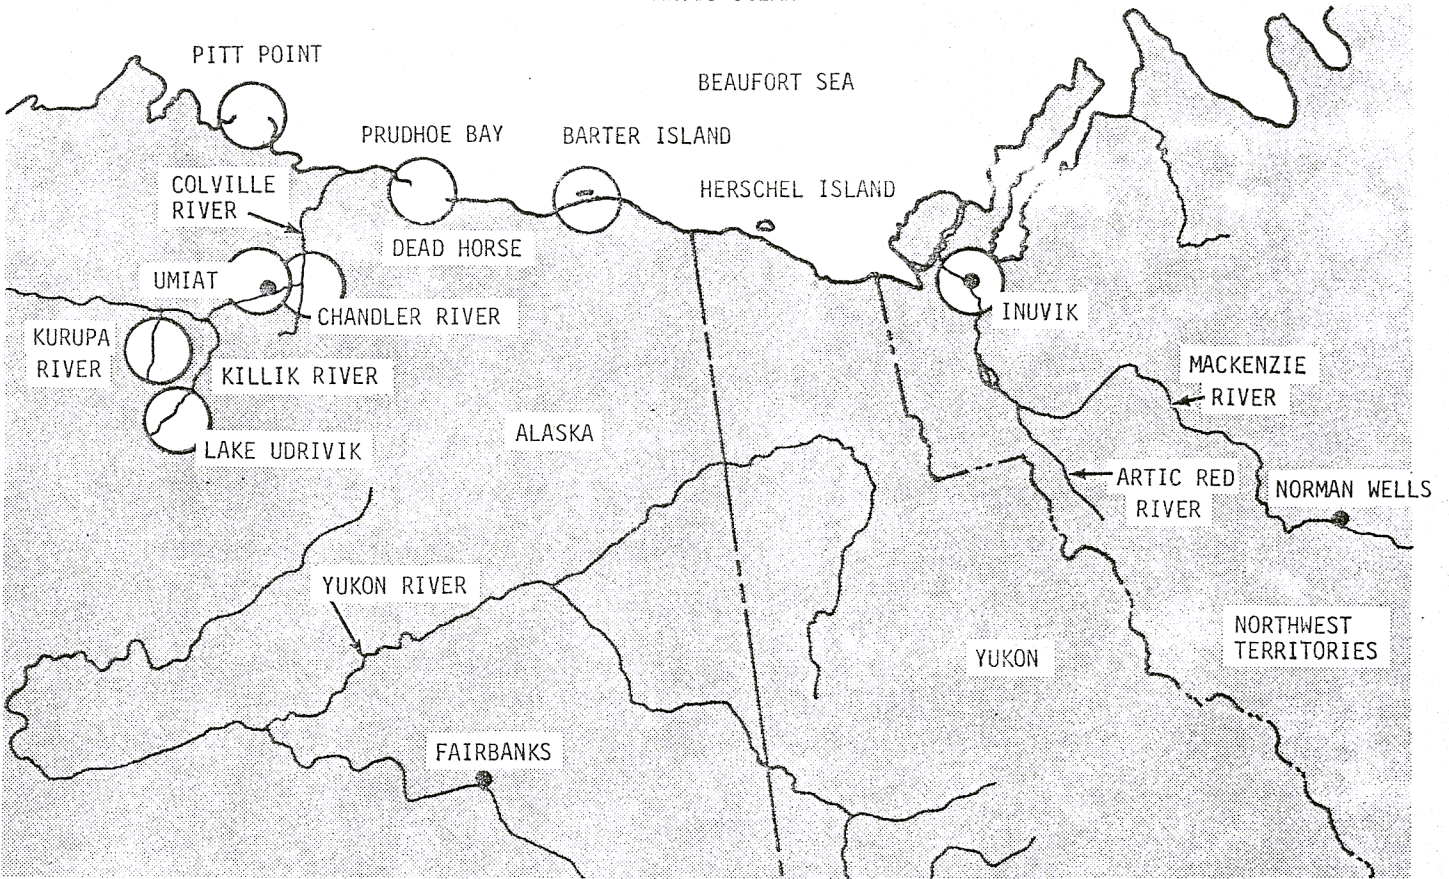 PITT POINT
BEAUFORT SEA
PRUDHOE BAY
BARTER ISLAND
COLVILLE
RIVER
HERSCHEL ISLAND
DEAD HORSE
UMIAT
CHANDLER RIVER
INUVIK
KURUPA
RIVER
KILLIK RIVER
MACKENZIE
RIVER
ALASKA
LAKE UDRIVIK
ARTIC RED
RIVER
NORMAN WELLS
YUKON RIVER
NORTHWEST
TERRITORIES
YUKON
FAIRBANKS